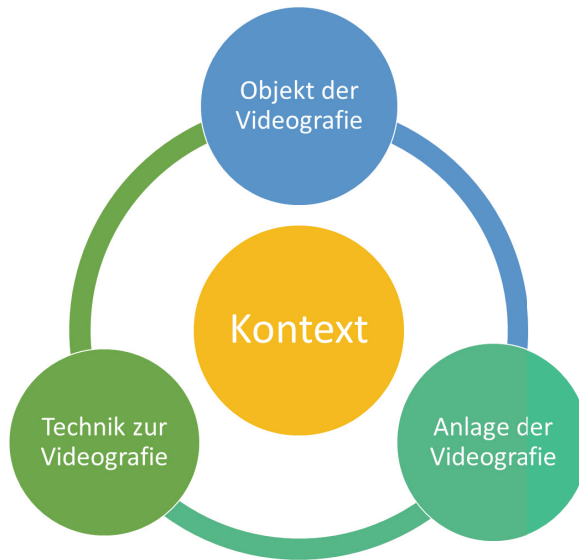 Objekt der
Videografie
Kontext
Technik zur
Videografie
Anlage der
Videografie